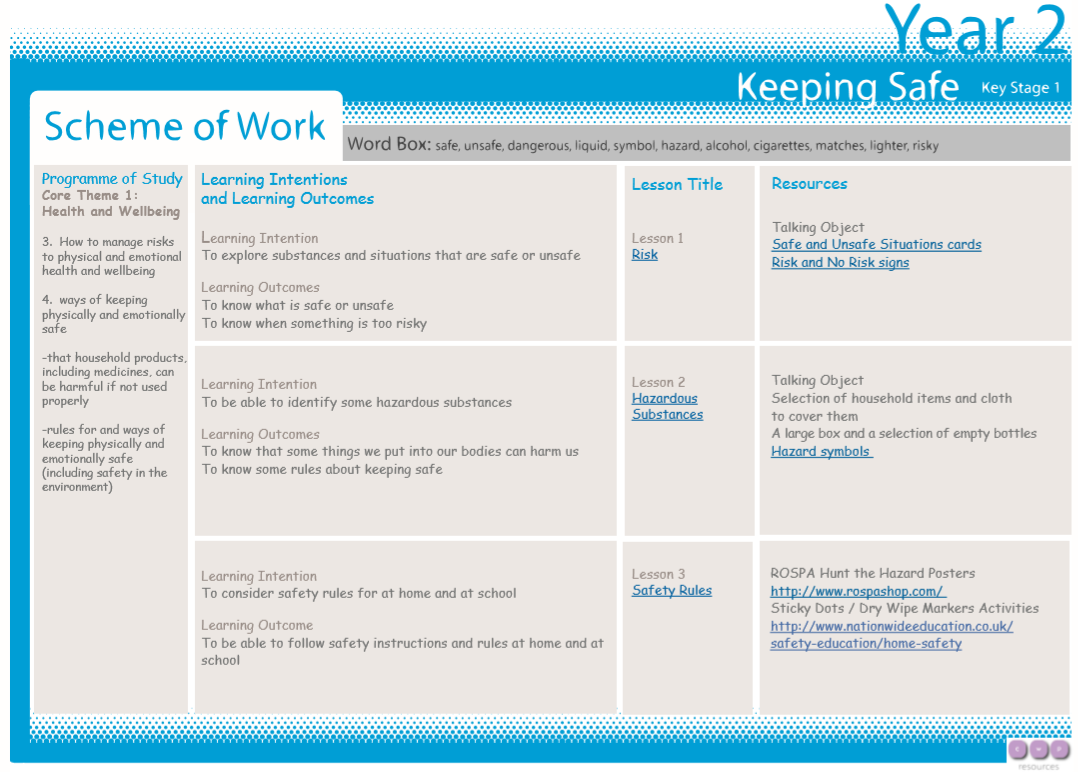 Year 2
Keeping Safe Key Stage 1
Scheme of Work
Word Box: safe, unsafe, dangerous, liquid, symbol, hazard, alcohol, cigarettes, matches, lighter, risky
Programme of Study
Core Theme 1:
Health and Wellbeing
3. How to manage risks
to physical and emotional
health and wellbeing
4. ways of keeping
physically and emotionally
safe
-that household products,
including medicines, can
be harmful if not used
properly
-rules for and ways of
keeping physically and
emotionally safe
(including safety in the
environment)
Learning Intentions
and Learning Outcomes
Learning Intention
To explore substances and situations that are safe or unsafe
Learning Outcomes
To know what is safe or unsafe
To know when something is too risky
Lesson Title
Lesson 1
Risk
Resources
Talking Object
Safe and Unsafe Situations cards
Risk and No Risk signs
Learning Intention
To be able to identify some hazardous substances
Learning Outcomes
To know that some things we put into our bodies can harm us
To know some rules about keeping safe
Lesson 2
Hazardous
Substances
Talking Object
Selection of household items and cloth
to cover them
A large box and a selection of empty bottles
Hazard symbols
Learning Intention
To consider safety rules for at home and at school
Learning Outcome
To be able to follow safety instructions and rules at home and at
school
Lesson 3
Safety Rules
ROSPA Hunt the Hazard Posters
http://www.rospashop.com/
Sticky Dots / Dry Wipe Markers Activities
http://www.nationwideeducation.co.uk/
safety-education/home-safety
resources